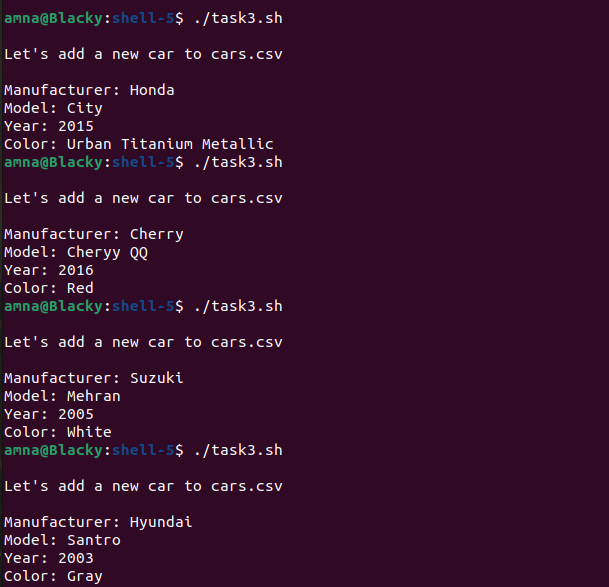 amna@Blacky:shell-5$ ./task3.sh
Let's add a new car to cars.csv
Manufacturer: Honda
Model: City
Year: 2015
Color: Urban Titanium Metallic
amna@Blacky:shell-5$ ./task3.sh
Let's add a new car to cars.csv
Manufacturer: Cherry
Model: Cheryy QQ
Year: 2016
Color: Red
amna@Blacky:shell-5$ ./task3.sh
Let's add a new car to cars.csv
Manufacturer: Suzuki
Model: Mehran
Year: 2005
Color: White
amna@Blacky:shell-5$ ./task3.sh
Let's add a new car to cars.csv
Manufacturer: Hyundai
Model: Santro
Year: 2003
Color: Gray